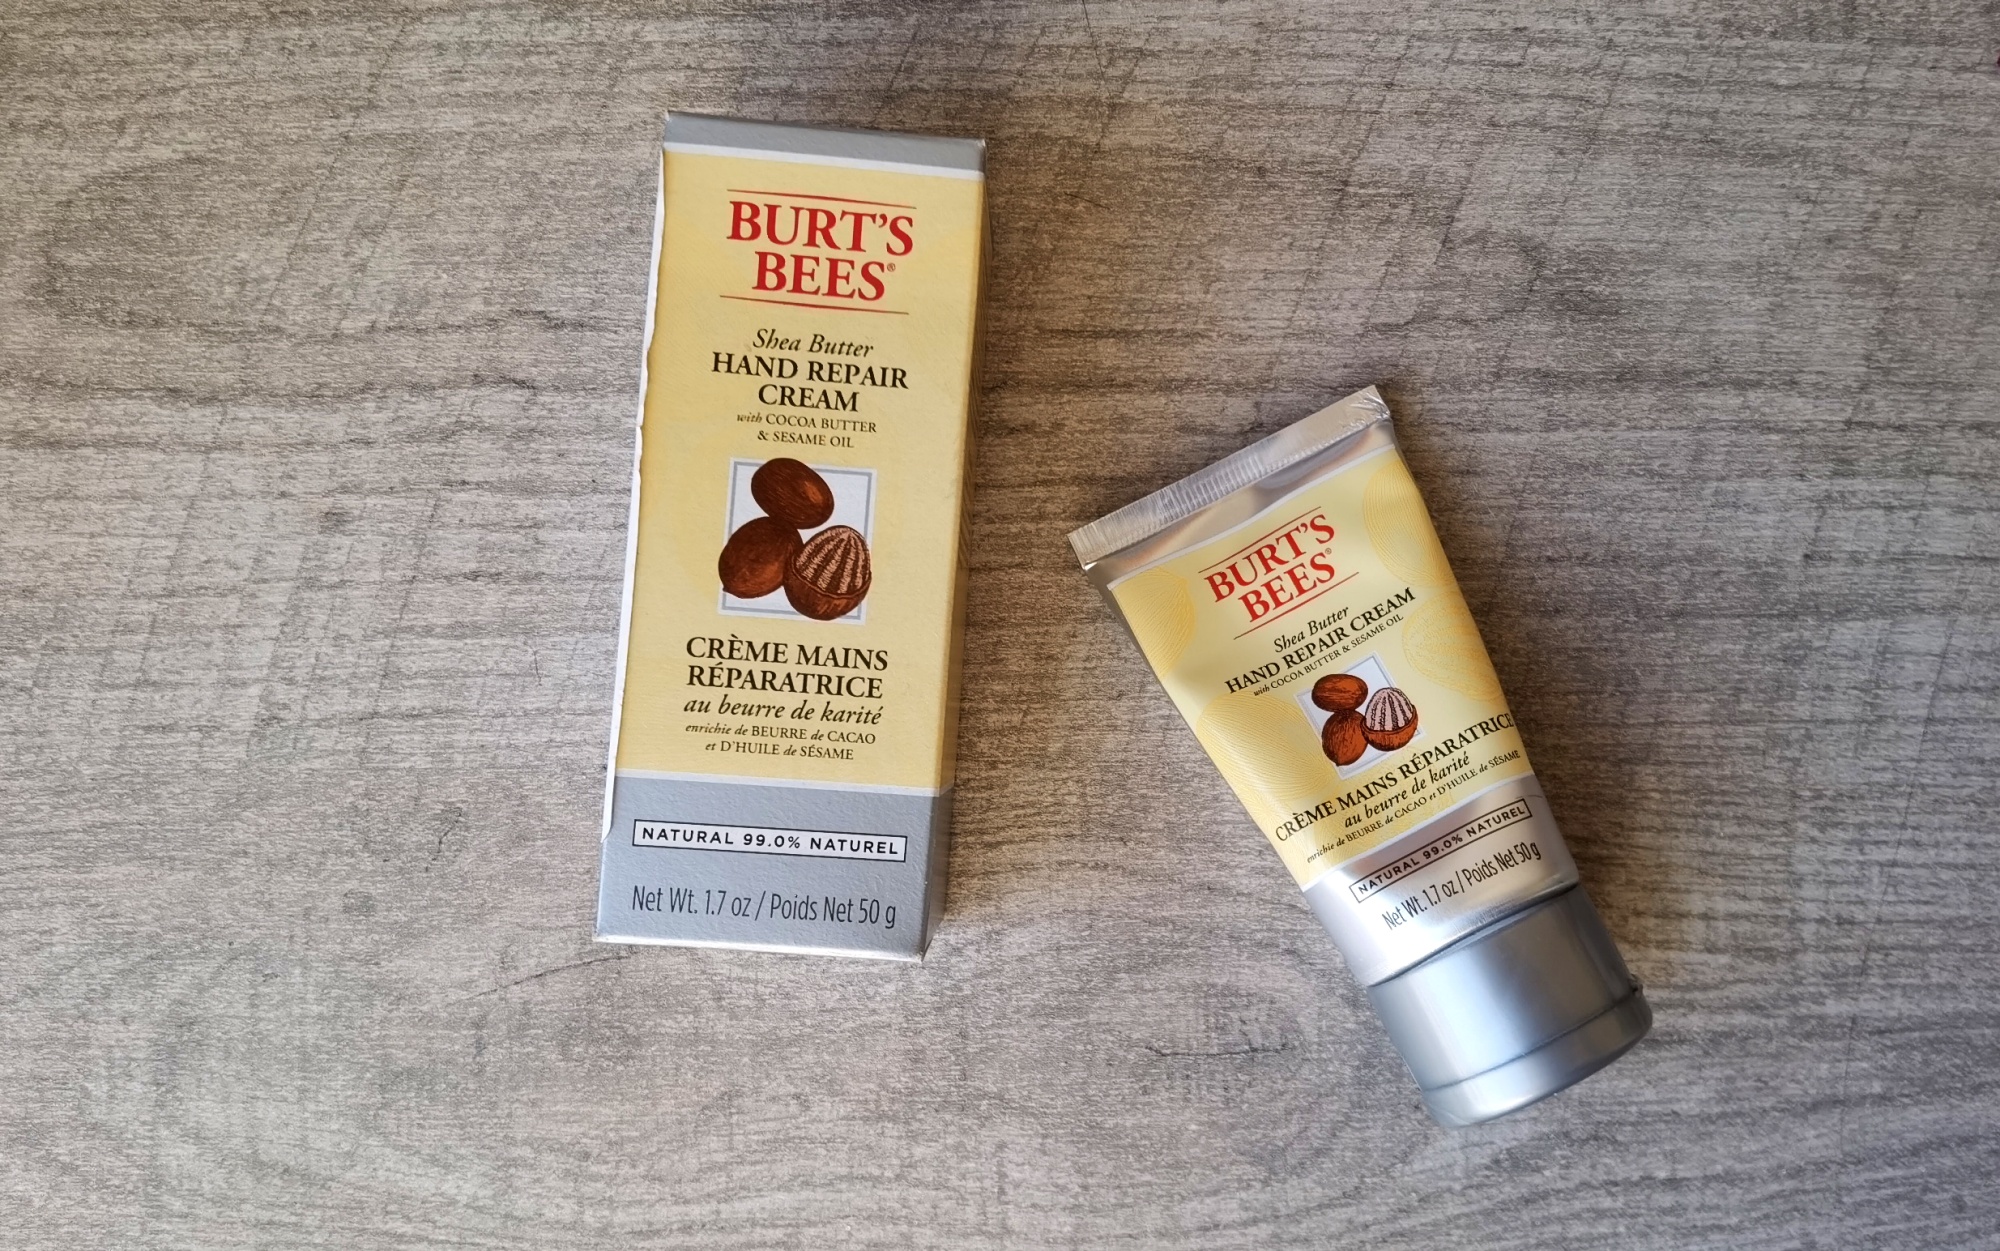 BURT'S
BEES®
Shea Butter
HAND REPAIR
CREAM
with COCOA BUTTER
& SESAME OIL
CRÈME MAINS
RÉPARATRICE
au beurre de karité
enrichie de BEURRE de CACAO
et D'HUILE de SÉSAME
NATURAL 99.0% NATUREL
Net Wt. 1.7 oz / Poids Net 50 g
BURT'S
BEES®
Shea Butter
HAND REPAIR CREAM
with COCOA BUTTER & SESAME OIL
CRÈME MAINS RÉPARATRICE
au beurre de karité
enrichie de BEURRE de CACAO et D'HUILE de SÉSAME
NATURAL 99.0% NATUREL
Net Wt. 1.7 oz / Poids Net 50 g